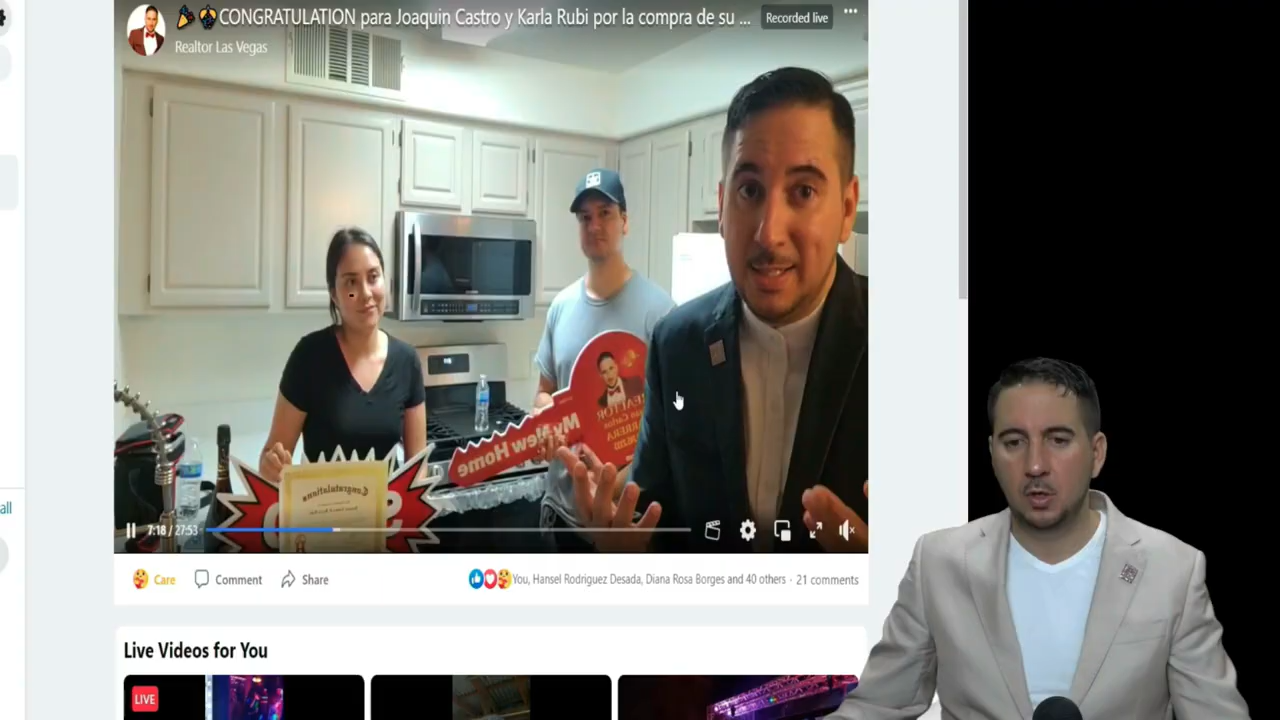 CONGRATULATION para Joaquin Castro y Karla Rubi por la compra de su ...
Recorded live
Realtor Las Vegas
My New Home
REALTOR
Congratulations
7:18 / 27:53
Care
Comment
Share
You, Hansel Rodriguez Desada, Diana Rosa Borges and 40 others · 21 comments
all
Live Videos for You
LIVE